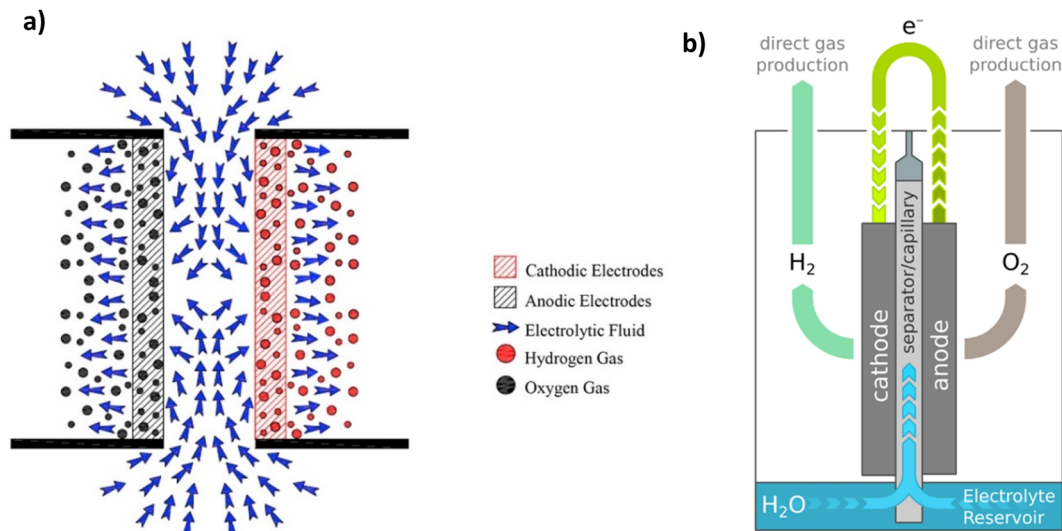 a)
Cathodic Electrodes
Anodic Electrodes
Electrolytic Fluid
Hydrogen Gas
Oxygen Gas
b)
e⁻
direct gas
production
direct gas
production
H₂
O₂
cathode
separator/capillary
anode
H₂O
Electrolyte
Reservoir